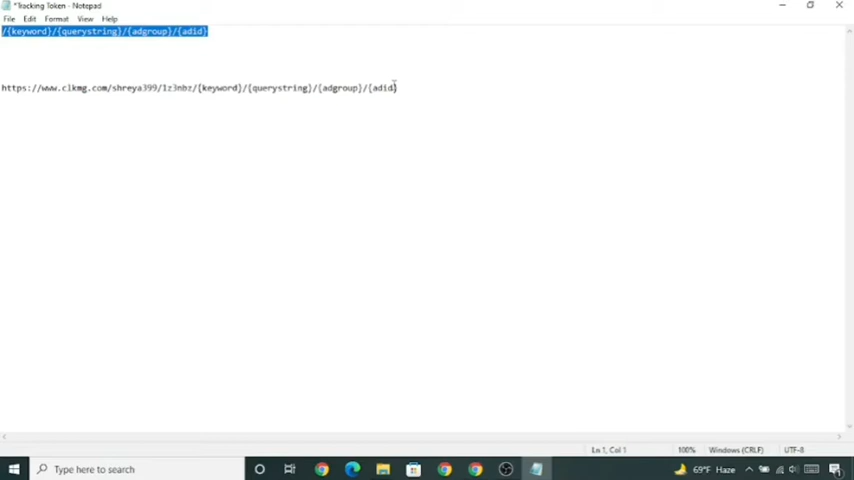 *Tracking Token - Notepad
File Edit Format View Help
/{keyword}/{querystring}/{adgroup}/{adid}
https://www.clkmg.com/shreya399/1z3nbz/{keyword}/{querystring}/{adgroup}/{adid}
Ln 1, Col 1 100% Windows (CRLF) UTF-8
Type here to search
69°F Haze
1